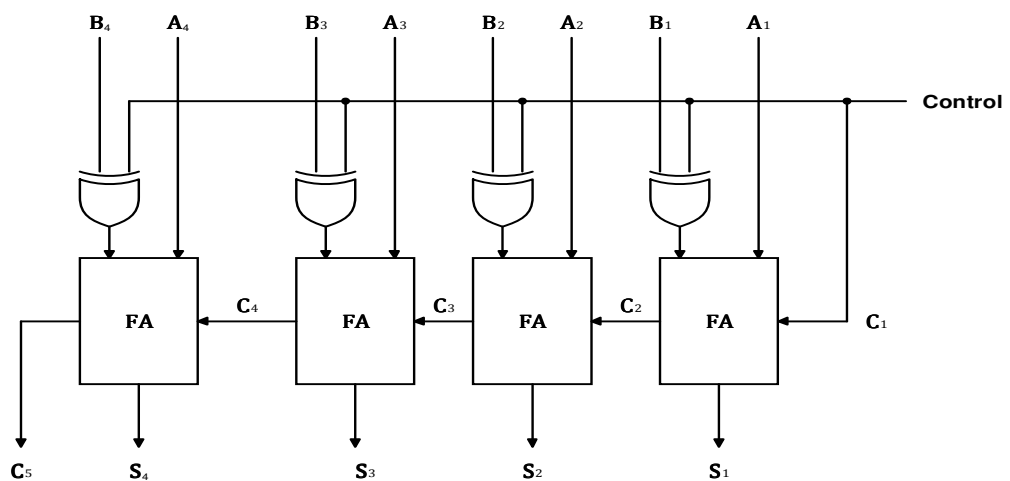 B₄ A₄ B₃ A₃ B₂ A₂ B₁ A₁
Control
C₄ C₃ C₂
FA FA FA FA C₁
C₅ S₄ S₃ S₂ S₁